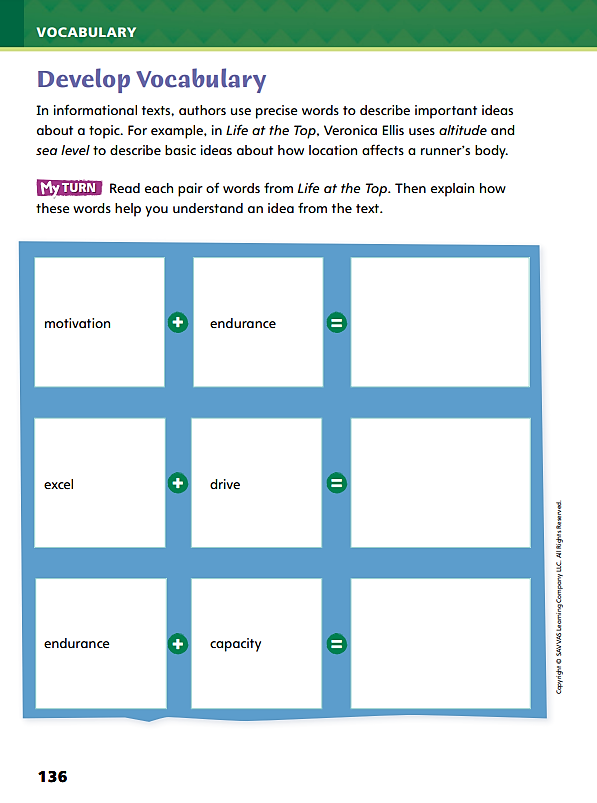 VOCABULARY
Develop Vocabulary
In informational texts, authors use precise words to describe important ideas
about a topic. For example, in Life at the Top, Veronica Ellis uses altitude and
sea level to describe basic ideas about how location affects a runner's body.
My TURN Read each pair of words from Life at the Top. Then explain how
these words help you understand an idea from the text.
motivation + endurance =
excel + drive =
endurance + capacity =
Copyright © SAVVAS Learning Company LLC. All Rights Reserved.
136